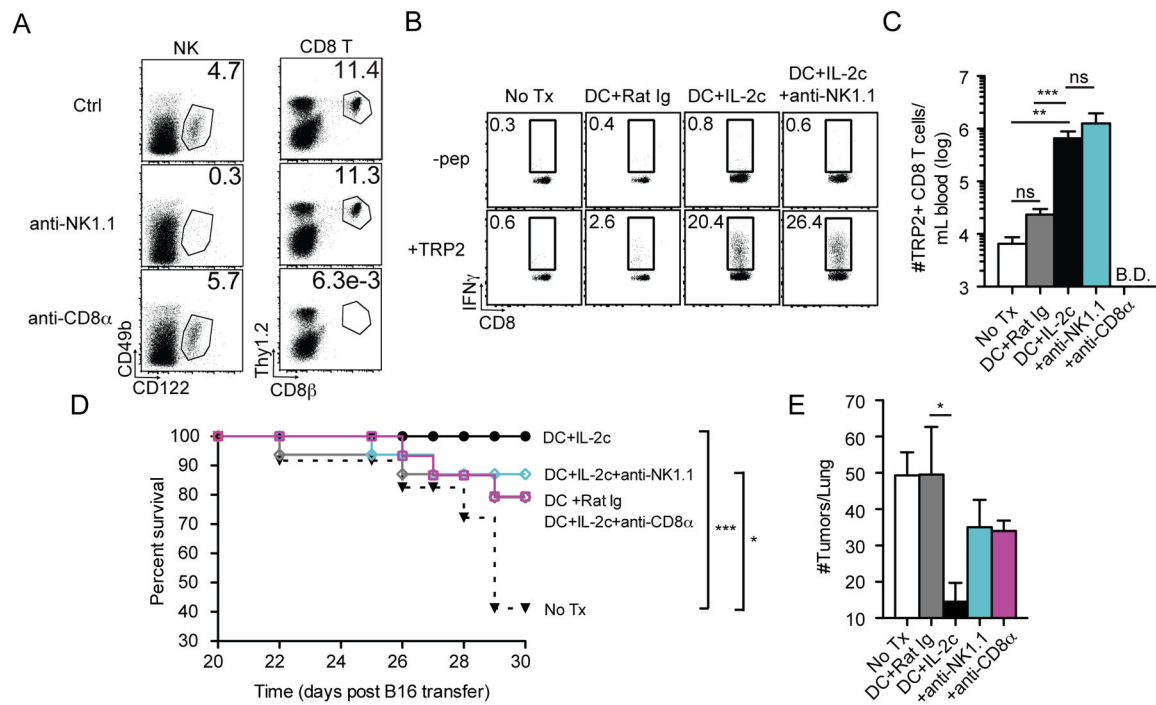 A
NK
CD8 T
Ctrl
4.7
11.4
anti-NK1.1
0.3
11.3
anti-CD8α
5.7
6.3e-3
CD49b
CD122
Thy1.2
CD8β
B
No Tx
DC+Rat Ig
DC+IL-2c
DC+IL-2c
+anti-NK1.1
-pep
0.3
0.4
0.8
0.6
+TRP2
0.6
2.6
20.4
26.4
IFNγ
CD8
C
#TRP2+ CD8 T cells/
mL blood (log)
10⁷
10⁶
6
5
4
3
ns
**
***
ns
B.D.
No Tx
DC+Rat Ig
DC+IL-2c
+anti-NK1.1
+anti-CD8α
D
Percent survival
100
90
80
70
60
50
40
30
20
22
24
26
28
30
Time (days post B16 transfer)
DC+IL-2c
DC+IL-2c+anti-NK1.1
DC +Rat Ig
DC+IL-2c+anti-CD8α
No Tx
***
*
E
#Tumors/Lung
70
60
50
40
30
20
10
*
No Tx
DC+Rat Ig
DC+IL-2c
+anti-NK1.1
+anti-CD8α